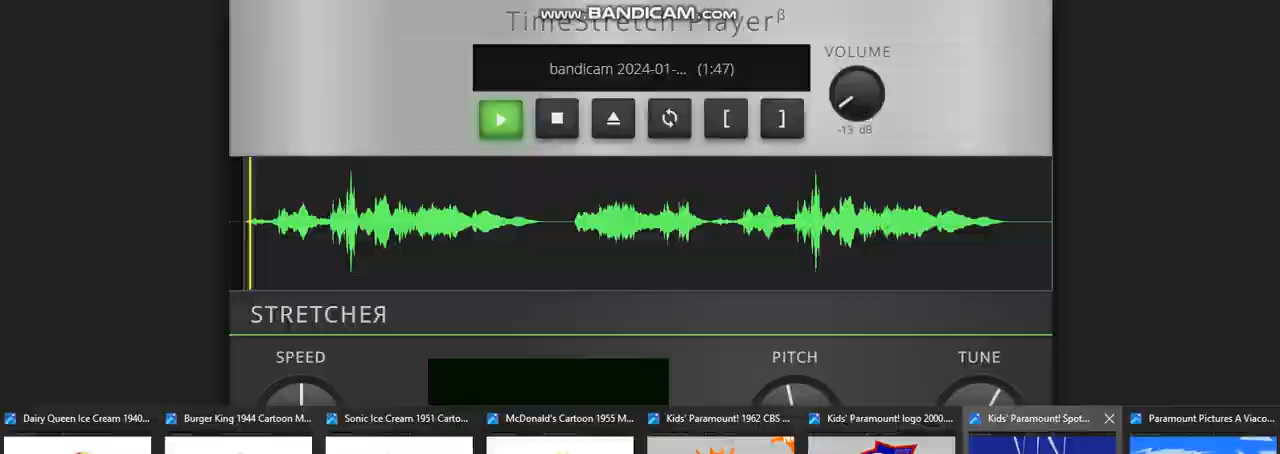 www.BANDICAM.com
TimeStretch Player β
VOLUME
bandicam 2024-01-... (1:47)
[
]
-13 dB
STRETCHEЯ
SPEED
PITCH
TUNE
Dairy Queen Ice Cream 1940...
Burger King 1944 Cartoon M...
Sonic Ice Cream 1951 Carto...
McDonald's Cartoon 1955 M...
Kids' Paramount! 1962 CBS ...
Kids' Paramount! logo 2000....
Kids' Paramount! Spot...
Paramount Pictures A Viaco...